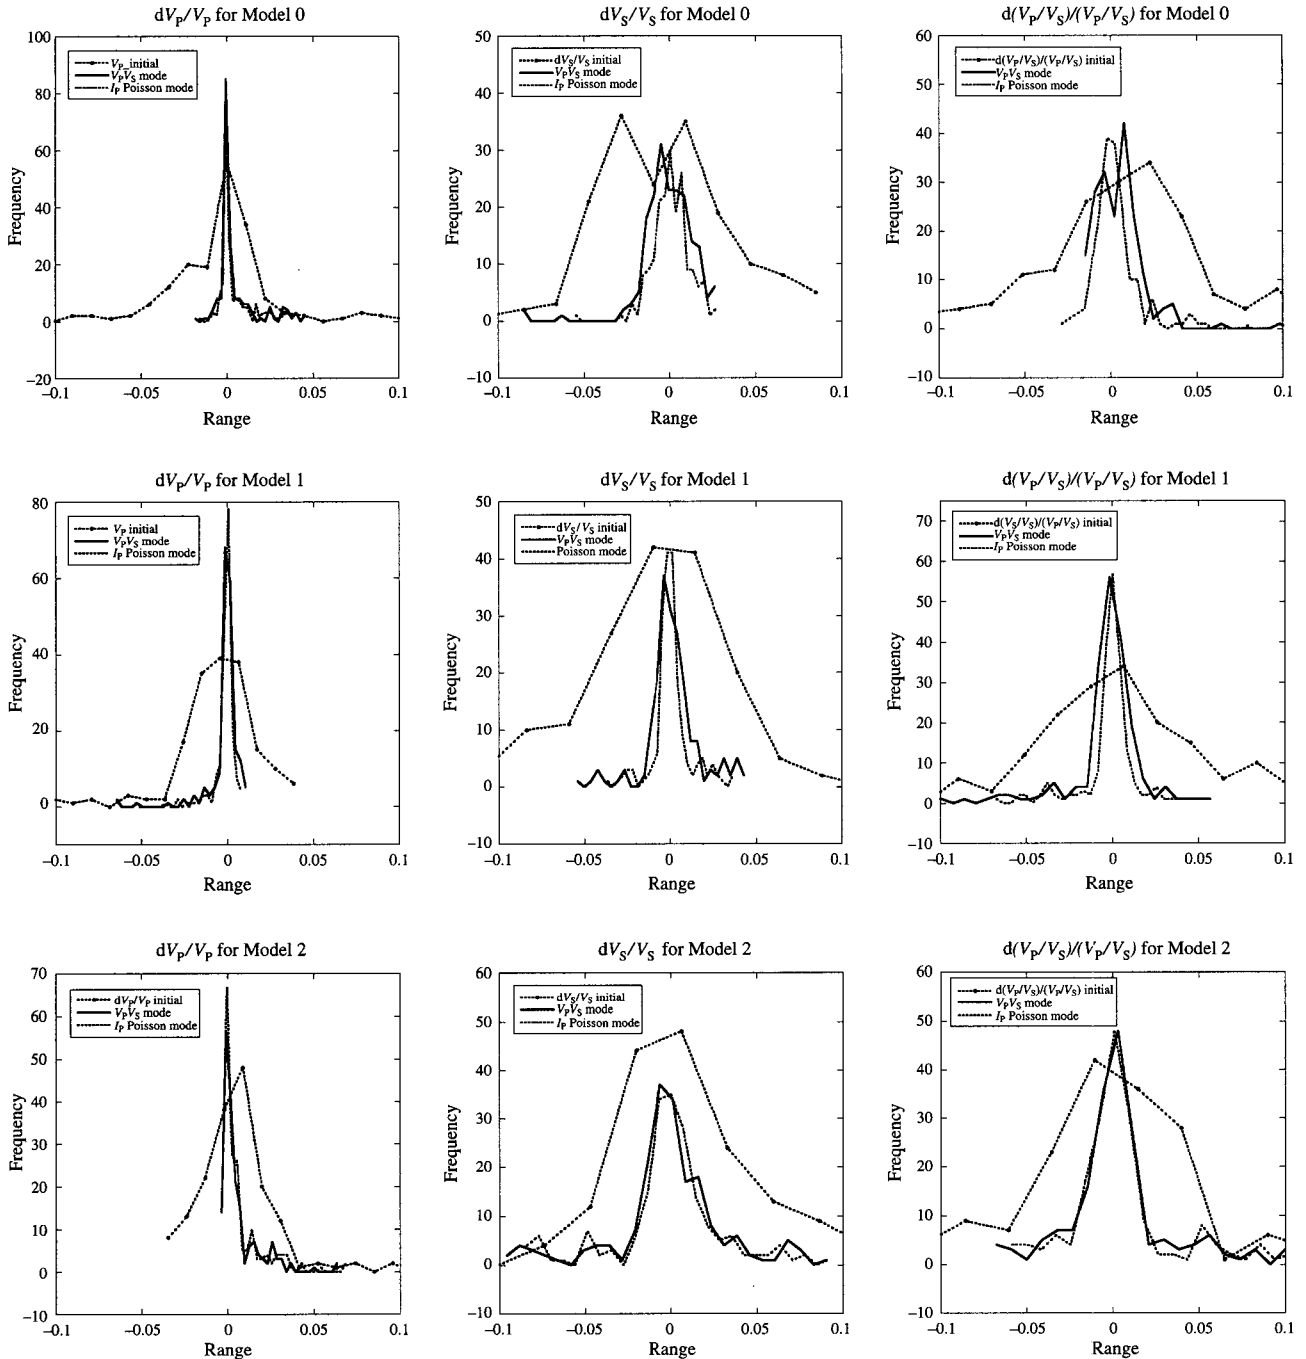 dV_P/V_P for Model 0
100
80
60
40
20
0
−20
Frequency
V_P_initial
V_PV_S mode
I_P Poisson mode
−0.1 −0.05 0 0.05 0.1
Range
dV_S/V_S for Model 0
50
40
30
20
10
0
−10
Frequency
dV_S/V_S initial
V_PV_S mode
I_P Poisson mode
−0.1 −0.05 0 0.05 0.1
Range
d(V_P/V_S)/(V_P/V_S) for Model 0
60
50
40
30
20
10
0
−10
Frequency
d(V_P/V_S)/(V_P/V_S) initial
V_PV_S mode
I_P Poisson mode
−0.1 −0.05 0 0.05 0.1
Range
dV_P/V_P for Model 1
80
60
40
20
0
Frequency
V_P initial
V_PV_S mode
I_P Poisson mode
−0.1 −0.05 0 0.05 0.1
Range
dV_S/V_S for Model 1
50
40
30
20
10
0
−10
Frequency
dV_S/V_S initial
V_PV_S mode
Poisson mode
−0.1 −0.05 0 0.05 0.1
Range
d(V_P/V_S)/(V_P/V_S) for Model 1
70
60
50
40
30
20
10
0
−10
Frequency
d(V_S/V_S)/(V_P/V_S) initial
V_PV_S mode
I_P Poisson mode
−0.1 −0.05 0 0.05 0.1
Range
dV_P/V_P for Model 2
70
60
50
40
30
20
10
0
−10
Frequency
dV_P/V_P initial
V_PV_S mode
I_P Poisson mode
−0.1 −0.05 0 0.05 0.1
Range
dV_S/V_S for Model 2
60
50
40
30
20
10
0
−10
Frequency
dV_S/V_S initial
V_PV_S mode
I_P Poisson mode
−0.1 −0.05 0 0.05 0.1
Range
d(V_P/V_S)/(V_P/V_S) for Model 2
60
50
40
30
20
10
0
−10
Frequency
d(V_P/V_S)/(V_P/V_S) initial
V_PV_S mode
I_P Poisson mode
−0.1 −0.05 0 0.05 0.1
Range